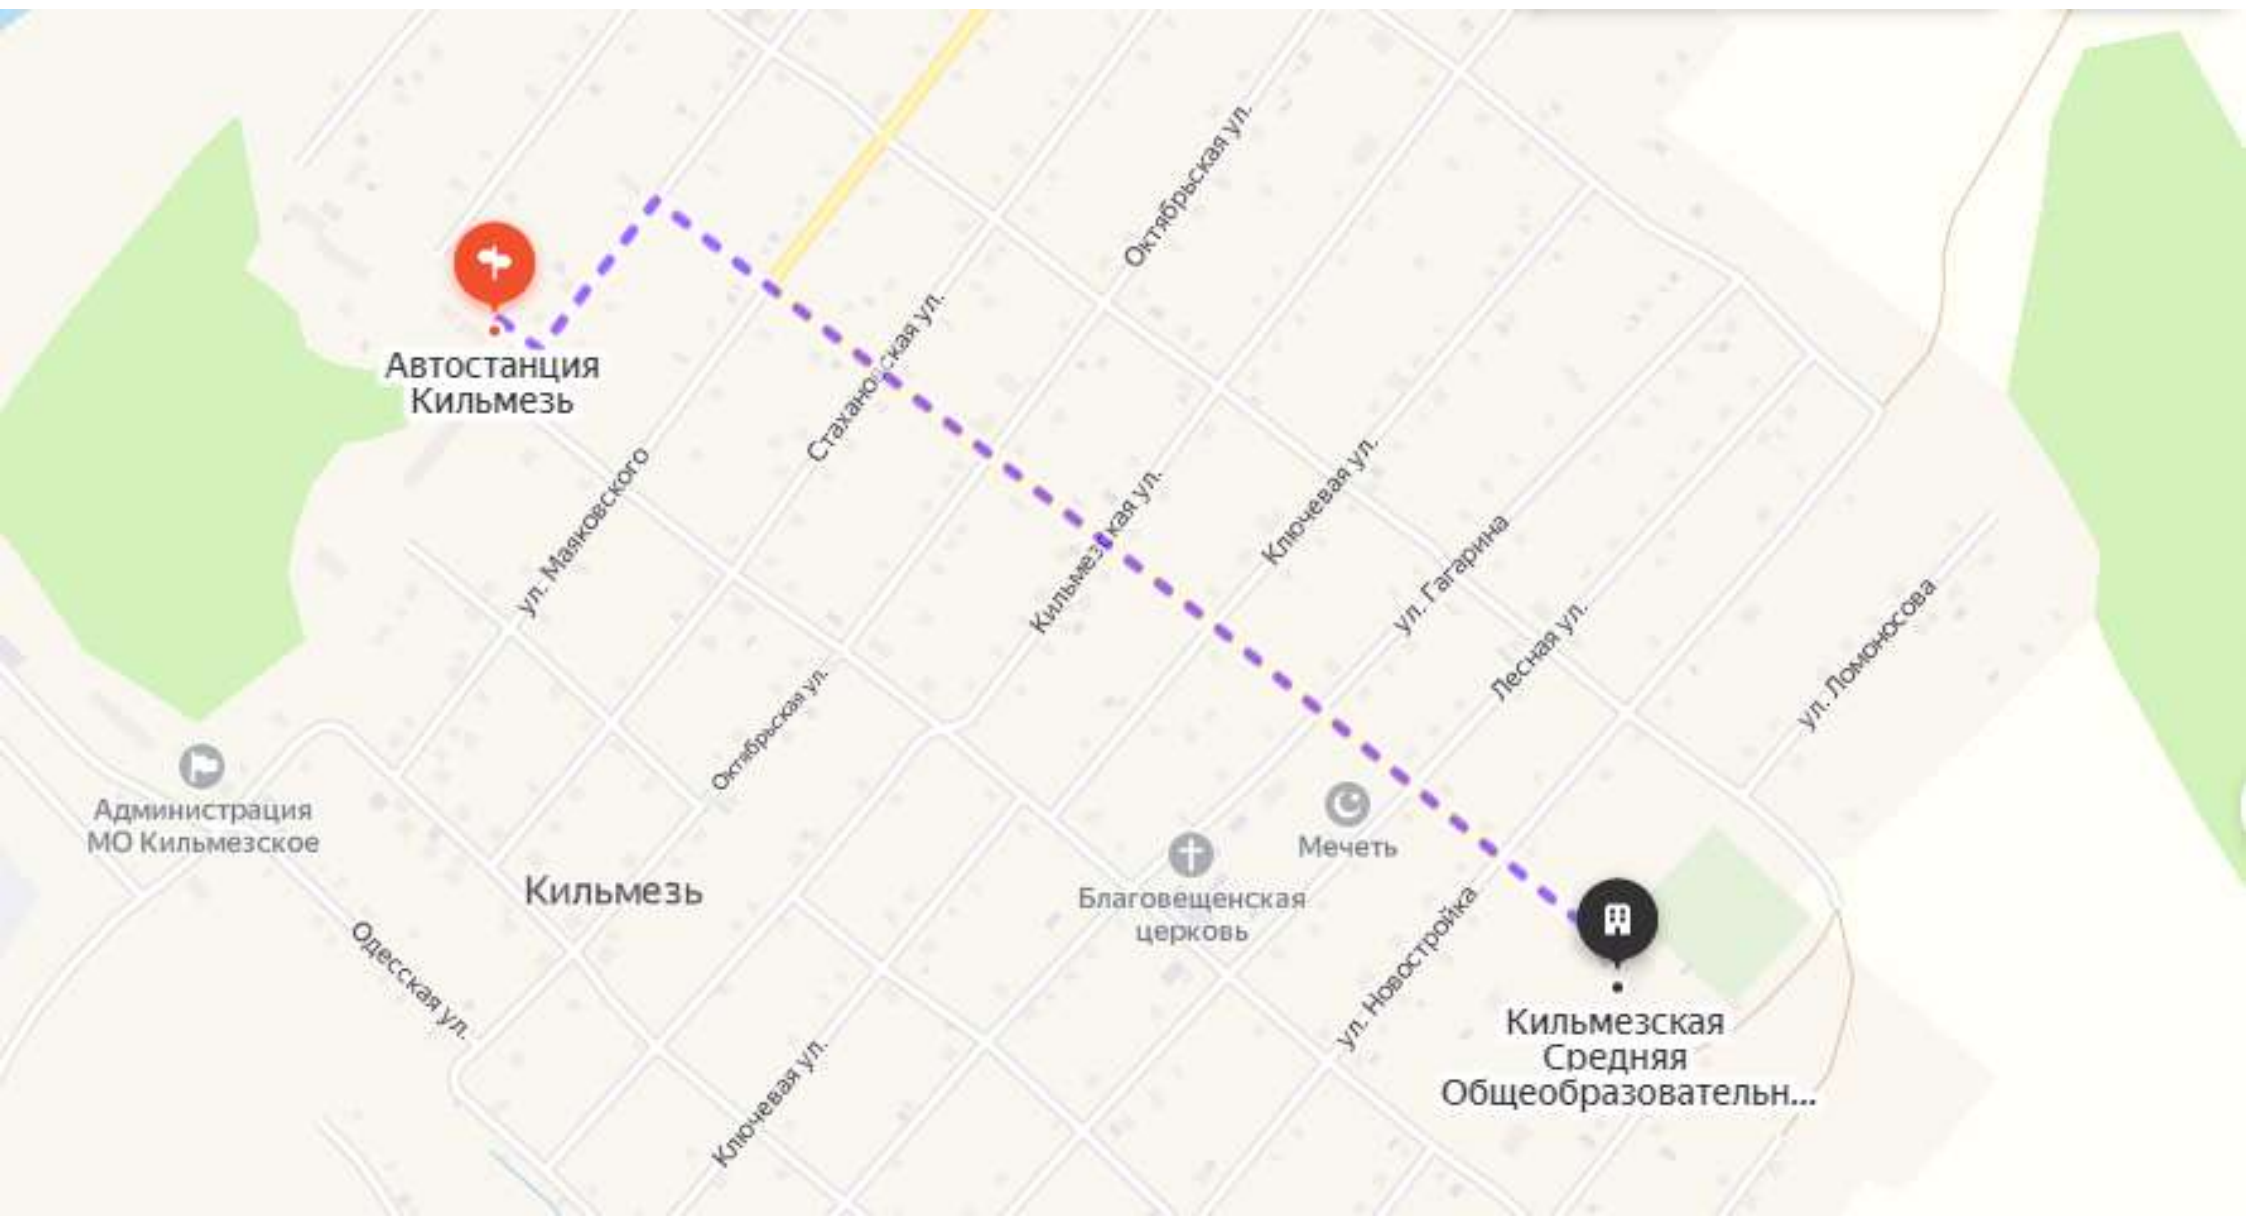 Октябрьская ул.
Автостанция
Кильмезь
Стахановская ул.
ул. Маяковского
Кильмезская ул.
Ключевая ул.
ул. Гагарина
Лесная ул.
ул. Ломоносова
Октябрьская ул.
Администрация
МО Кильмезское
Мечеть
Кильмезь
Благовещенская
церковь
ул. Новостройка
Одесская ул.
Ключевая ул.
Кильмезская
Средняя
Общеобразовательн...